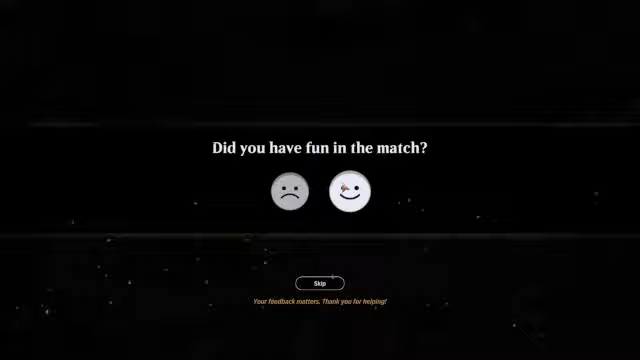 Did you have fun in the match?
Skip
Your feedback matters. Thank you for helping!